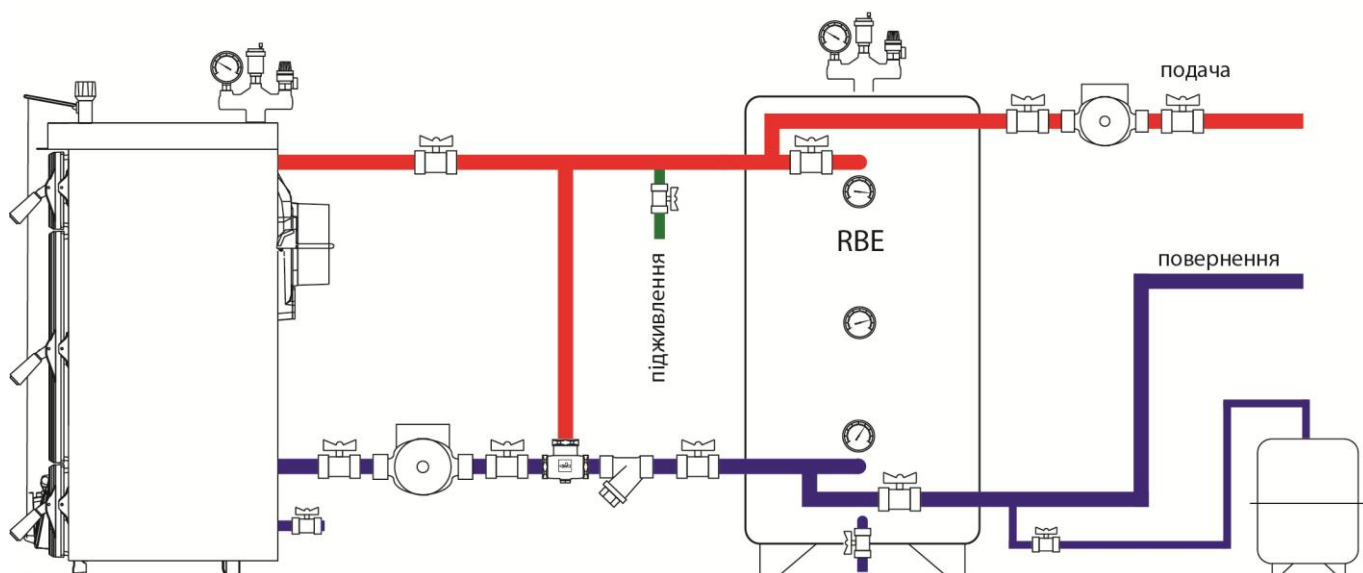 подача
RBE
повернення
підживлення